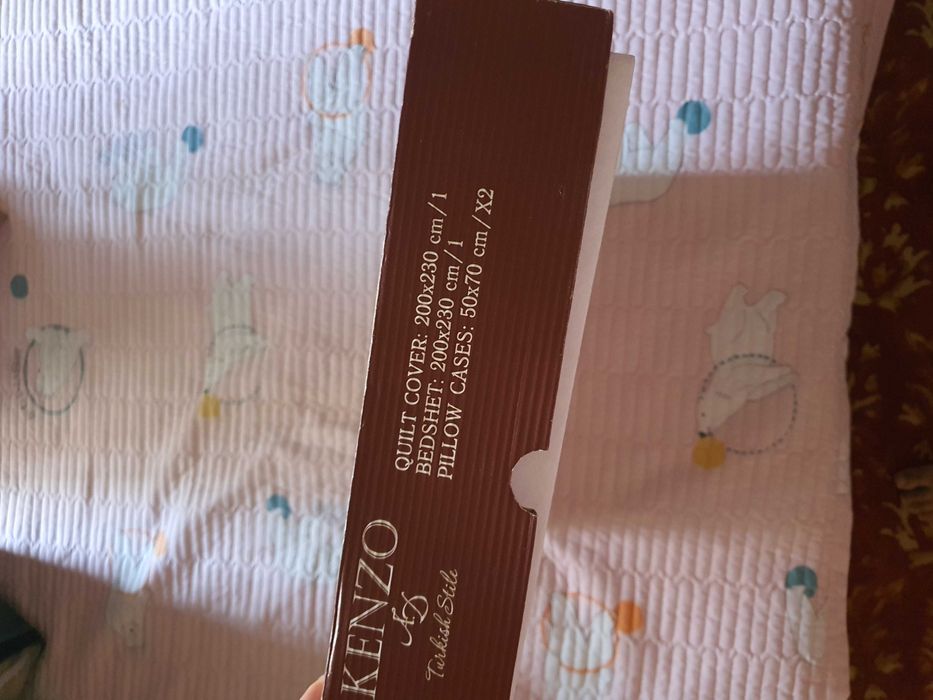 KENZO
Turkish Stile
QUILT COVER: 200x230 cm/1
BEDSHET: 200x230 cm/1
PILLOW CASES: 50x70 cm/X2